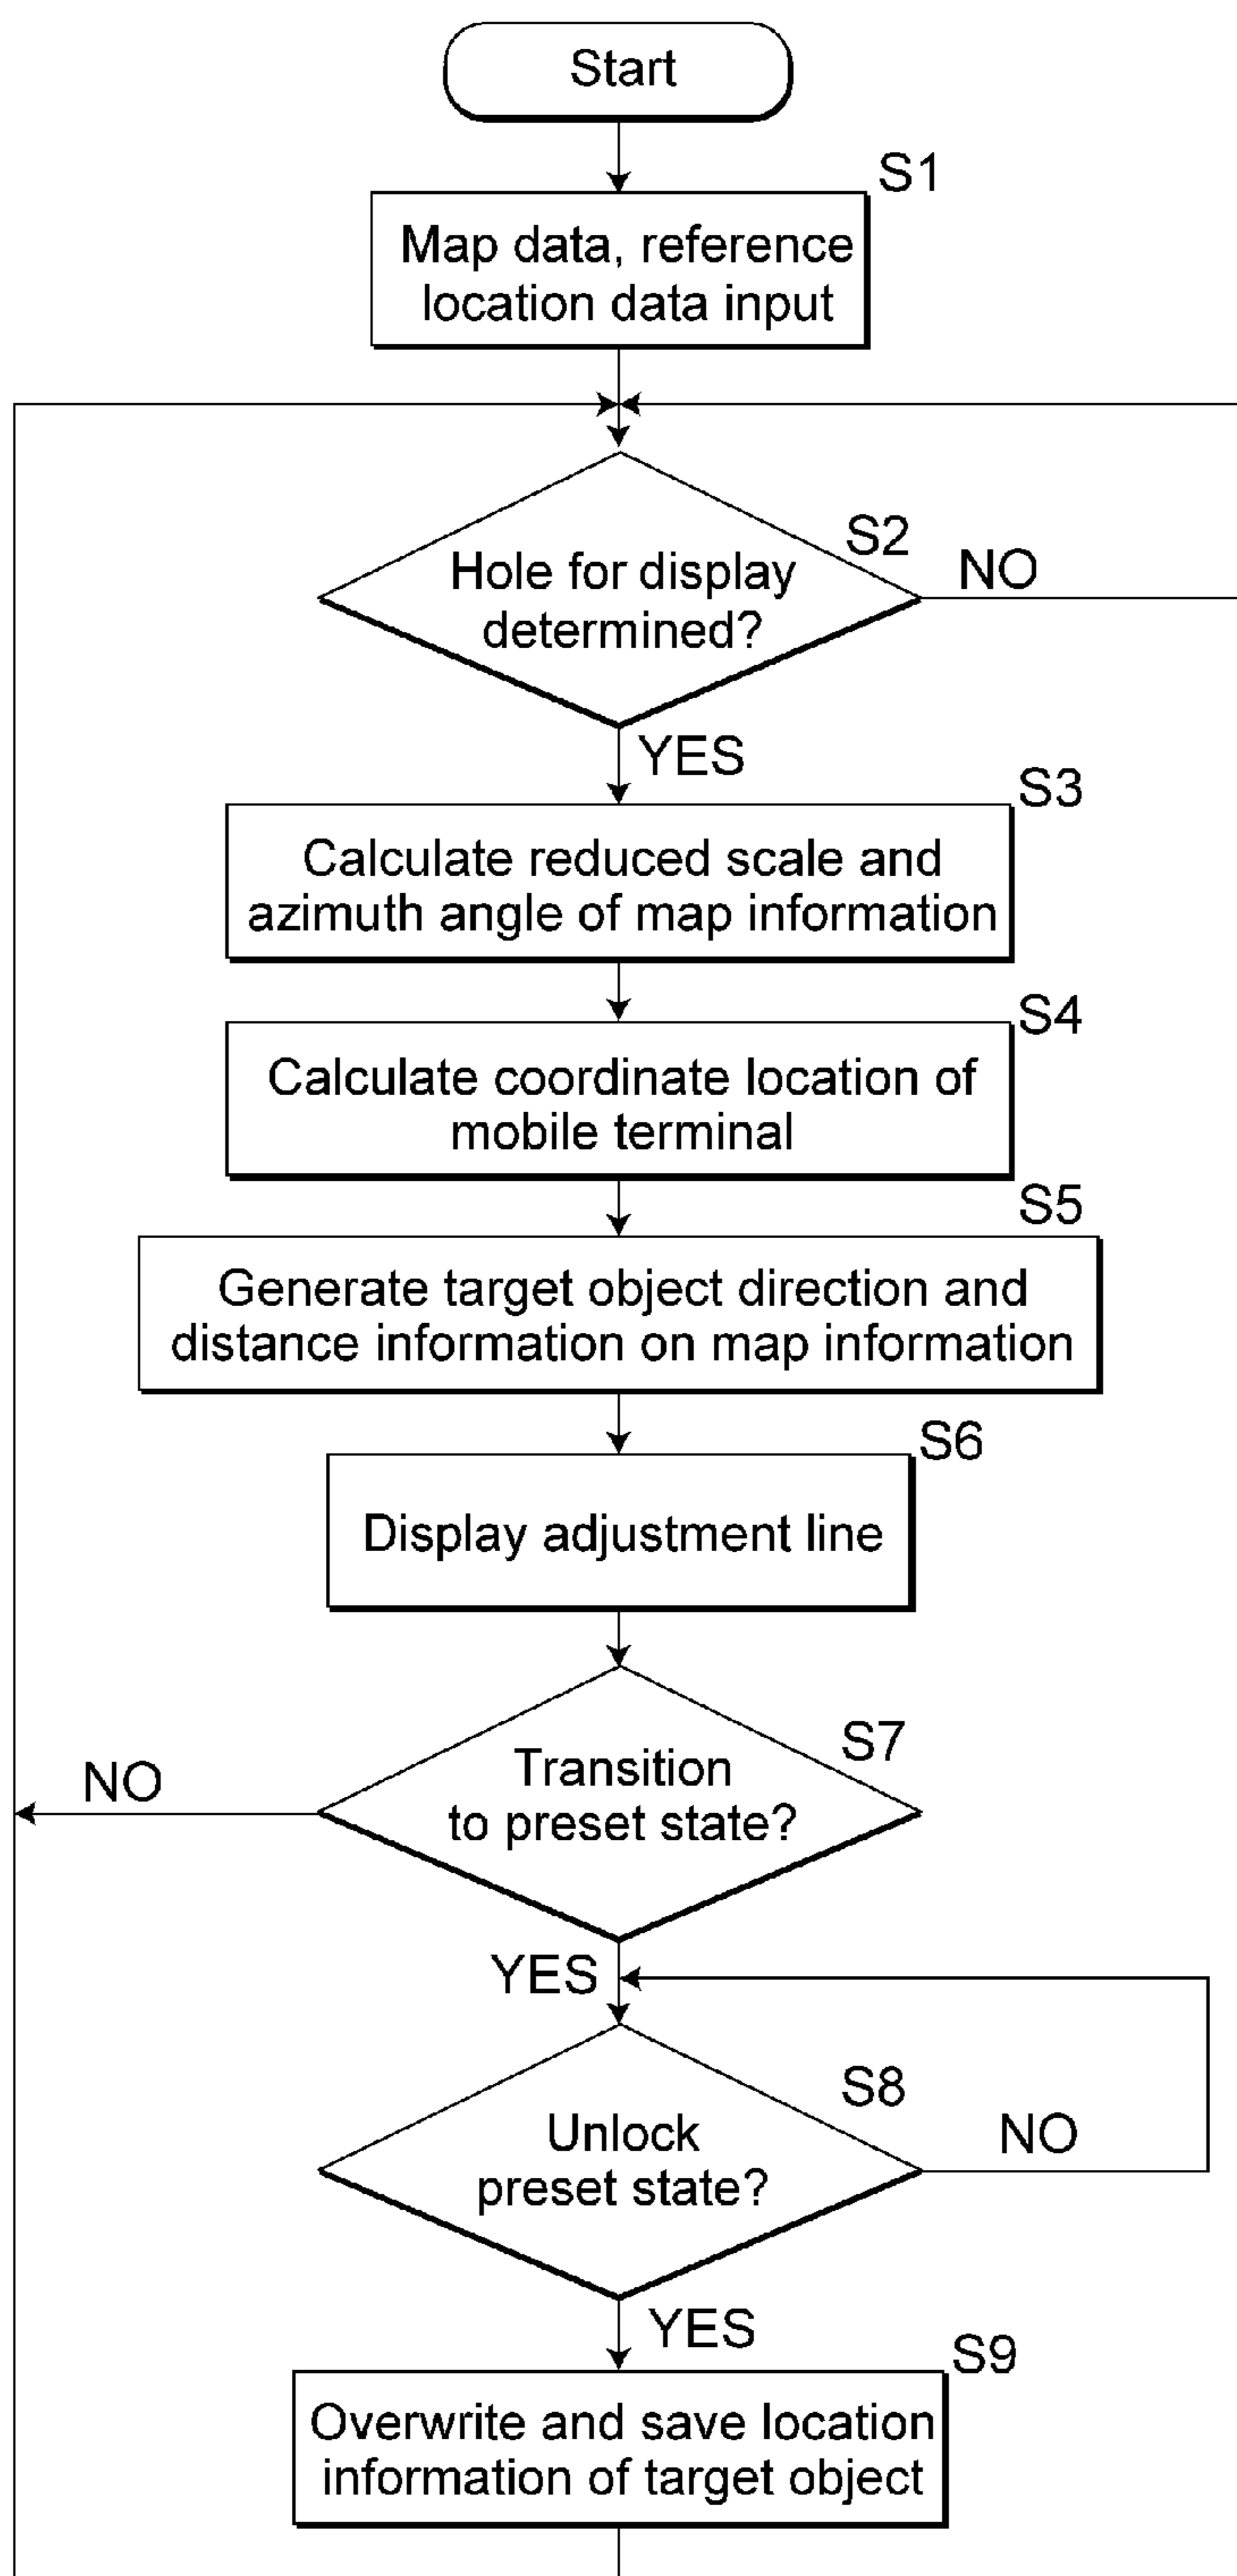 Start
S1
Map data, reference
location data input
S2
Hole for display
determined?
NO
YES
S3
Calculate reduced scale and
azimuth angle of map information
S4
Calculate coordinate location of
mobile terminal
S5
Generate target object direction and
distance information on map information
S6
Display adjustment line
S7
Transition
to preset state?
NO
YES
S8
Unlock
preset state?
NO
YES
S9
Overwrite and save location
information of target object